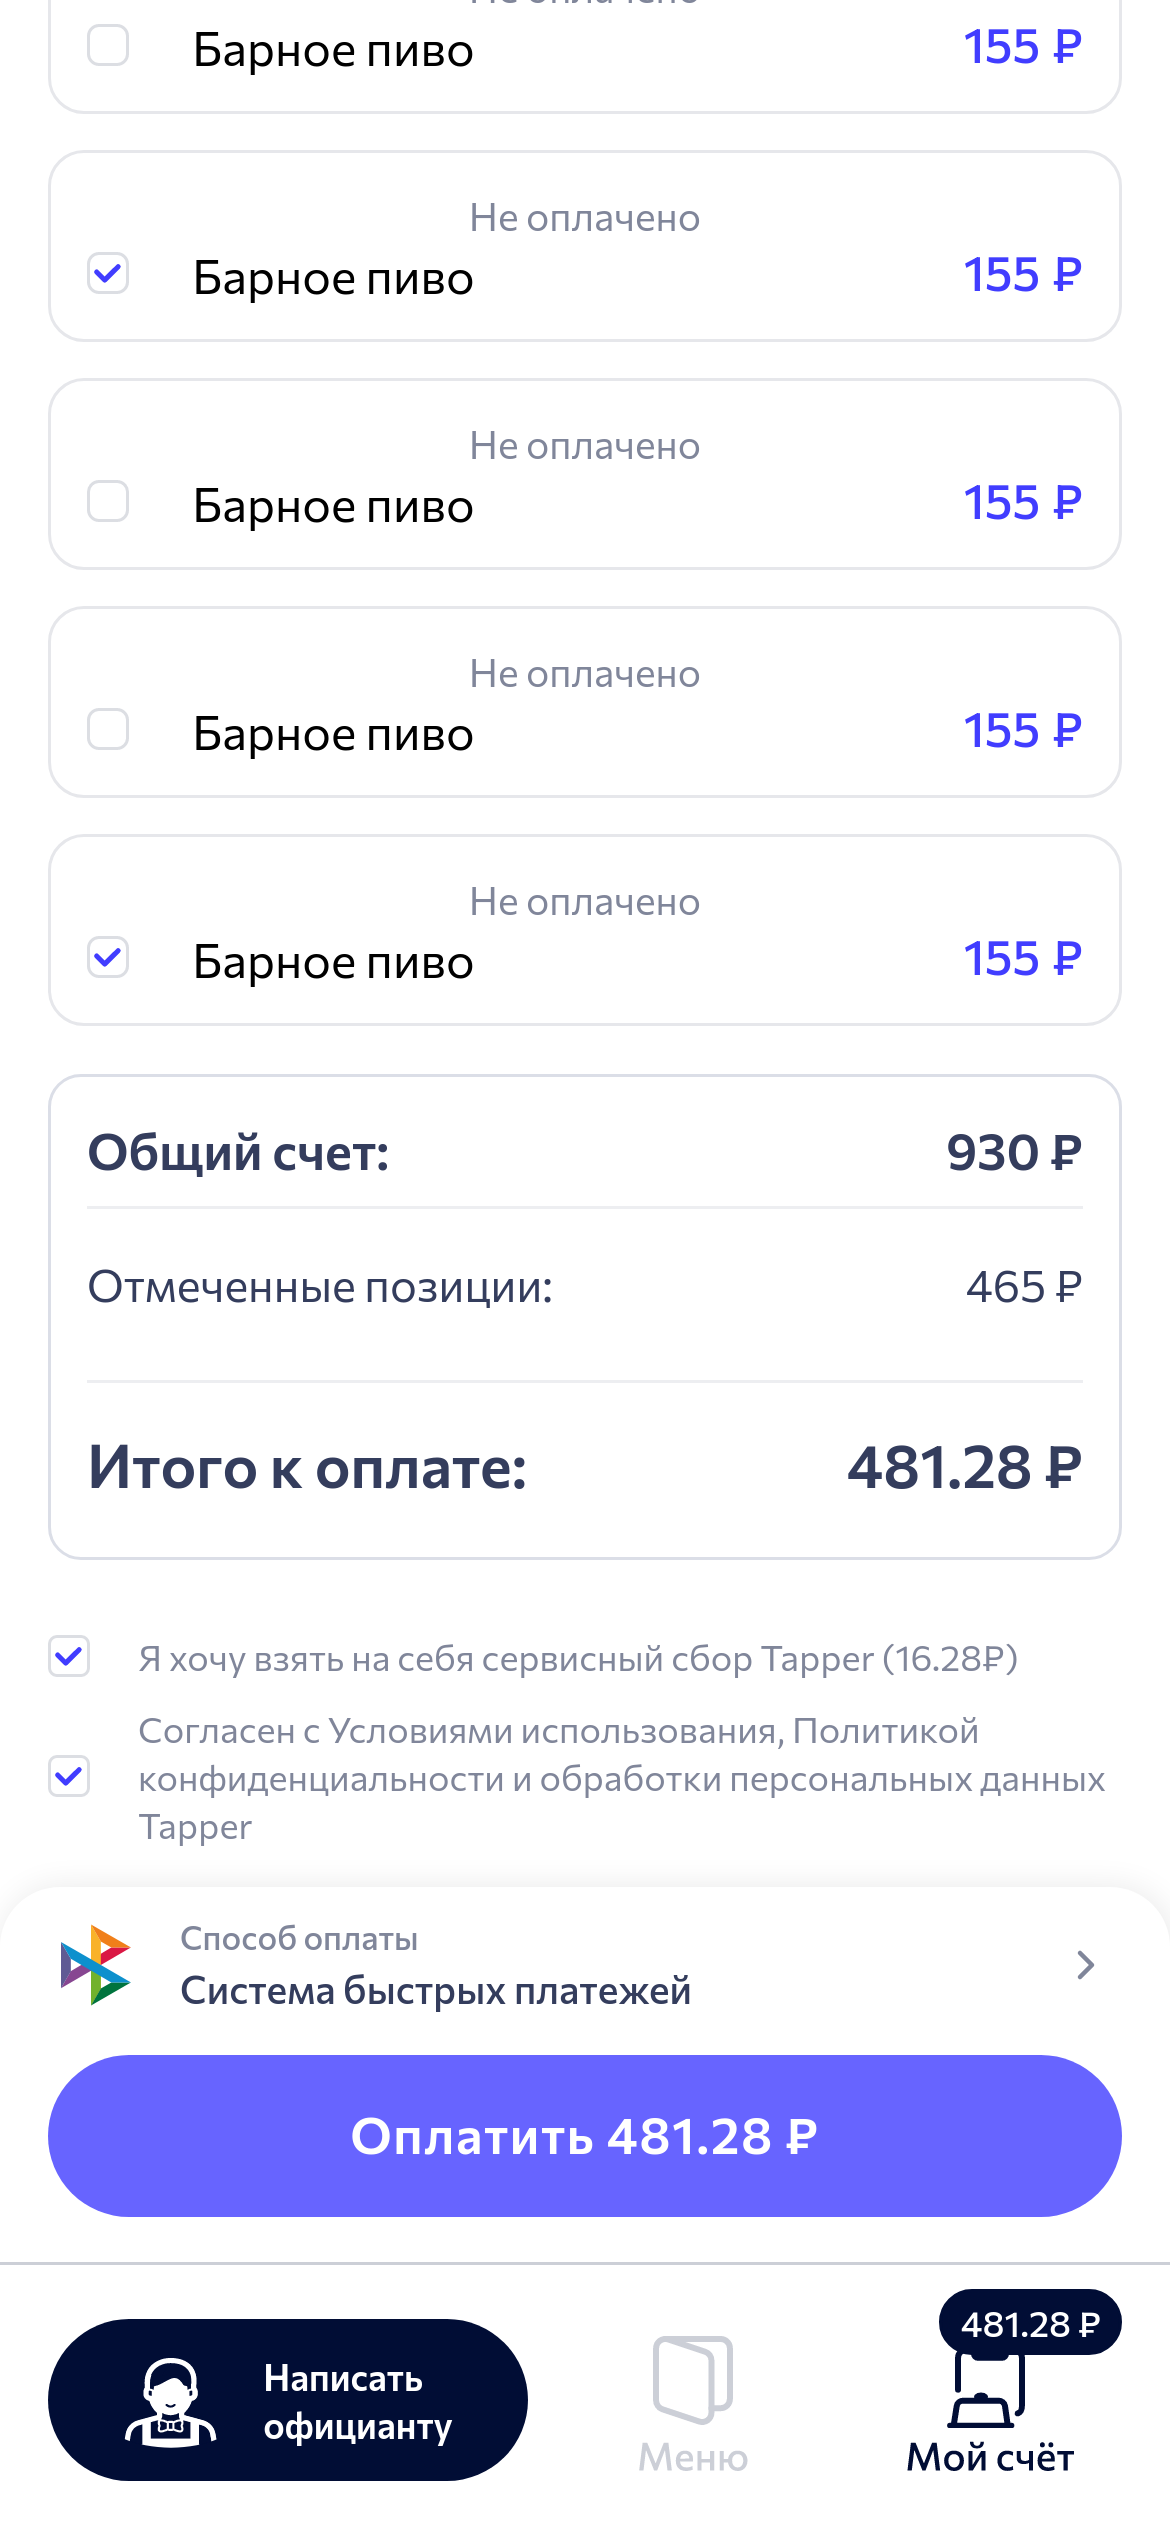 Не оплачено
Барное пиво 155 ₽
Не оплачено
Барное пиво 155 ₽
Не оплачено
Барное пиво 155 ₽
Не оплачено
Барное пиво 155 ₽
Не оплачено
Барное пиво 155 ₽
Общий счет: 930 ₽
Отмеченные позиции: 465 ₽
Итого к оплате: 481.28 ₽
Я хочу взять на себя сервисный сбор Tapper (16.28₽)
Согласен с Условиями использования, Политикой
конфиденциальности и обработки персональных данных
Tapper
Способ оплаты
Система быстрых платежей
Оплатить 481.28 ₽
481.28 ₽
Написать
официанту
Меню
Мой счёт